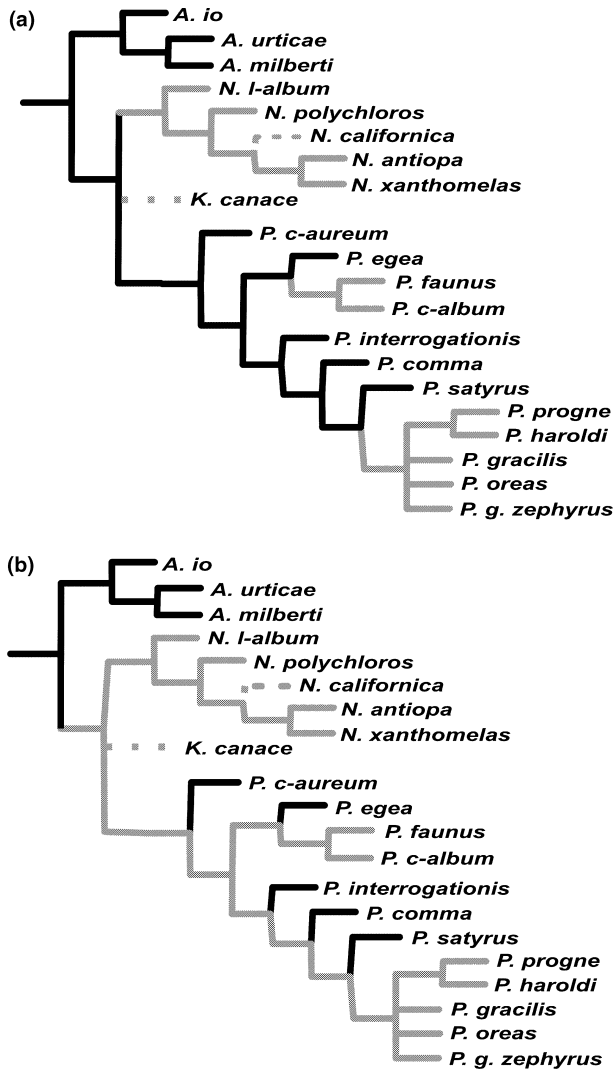 (a)
A. io
A. urticae
A. milberti
N. l-album
N. polychloros
N. californica
N. antiopa
N. xanthomelas
K. canace
P. c-aureum
P. egea
P. faunus
P. c-album
P. interrogationis
P. comma
P. satyrus
P. progne
P. haroldi
P. gracilis
P. oreas
P. g. zephyrus
(b)
A. io
A. urticae
A. milberti
N. l-album
N. polychloros
N. californica
N. antiopa
N. xanthomelas
K. canace
P. c-aureum
P. egea
P. faunus
P. c-album
P. interrogationis
P. comma
P. satyrus
P. progne
P. haroldi
P. gracilis
P. oreas
P. g. zephyrus